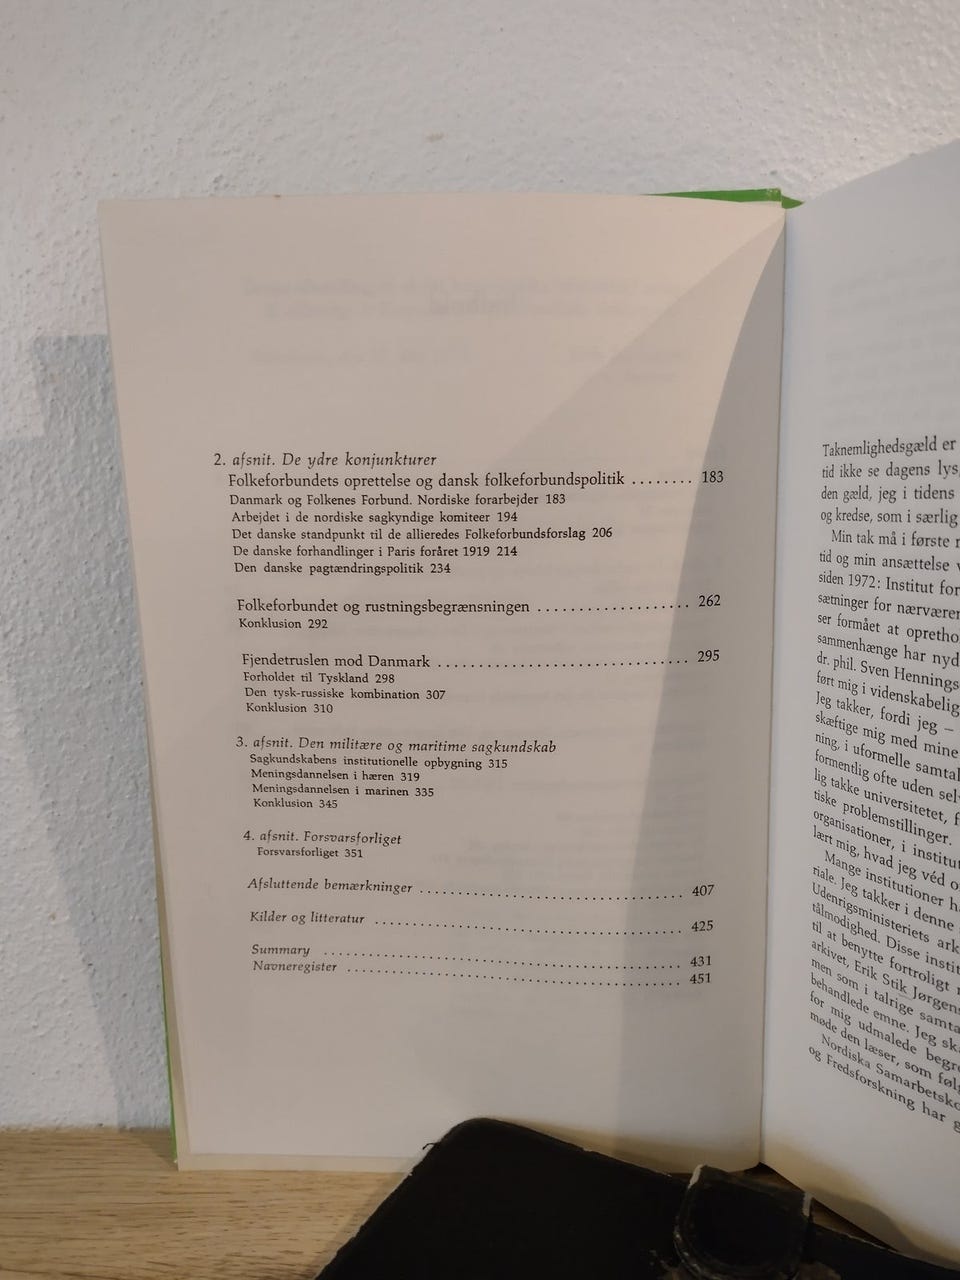 2. afsnit. De ydre konjunkturer
Folkeforbundets oprettelse og dansk folkeforbundspolitik ........ 183
Danmark og Folkenes Forbund. Nordiske forarbejder 183
Arbejdet i de nordiske sagkyndige komiteer 194
Det danske standpunkt til de allieredes Folkeforbundsforslag 206
De danske forhandlinger i Paris foråret 1919 214
Den danske pagtændringspolitik 234
Folkeforbundet og rustningsbegrænsningen .................... 262
Konklusion 292
Fjendetruslen mod Danmark ................................. 295
Forholdet til Tyskland 298
Den tysk-russiske kombination 307
Konklusion 310
3. afsnit. Den militære og maritime sagkundskab
Sagkundskabens institutionelle opbygning 315
Meningsdannelsen i hæren 319
Meningsdannelsen i marinen 335
Konklusion 345
4. afsnit. Forsvarsforliget
Forsvarsforliget 351
Afsluttende bemærkninger ................................... 407
Kilder og litteratur ......................................... 425
Summary ................................................ 431
Navneregister ............................................. 451
Taknemlighedsgæld er
tid ikke se dagens lys,
den gæld, jeg i tidens
og kredse, som i særlig
Min tak må i første
tid og min ansættelse
siden 1972: Institut for
sætninger for nærværen
ser formået at opretho
sammenhænge har nyd
dr. phil. Sven Hennings
ført mig i videnskabelig
Jeg takker, fordi jeg –
skæftige mig med mine
ning, i uformelle samtal
formentlig ofte uden sel
lig takke universitetet, f
tiske problemstillinger.
organisationer, i institut
lært mig, hvad jeg véd o
Mange institutioner h
riale. Jeg takker i denne
Udenrigsministeriets ark
tålmodighed. Disse instit
til at benytte fortroligt
arkivet, Erik Stik Jørgens
men som i talrige samta
behandlede emne. Jeg sk
for mig udmalede begre
møde den læser, som følg
Nordiska Samarbetsko
og Fredsforskning har g